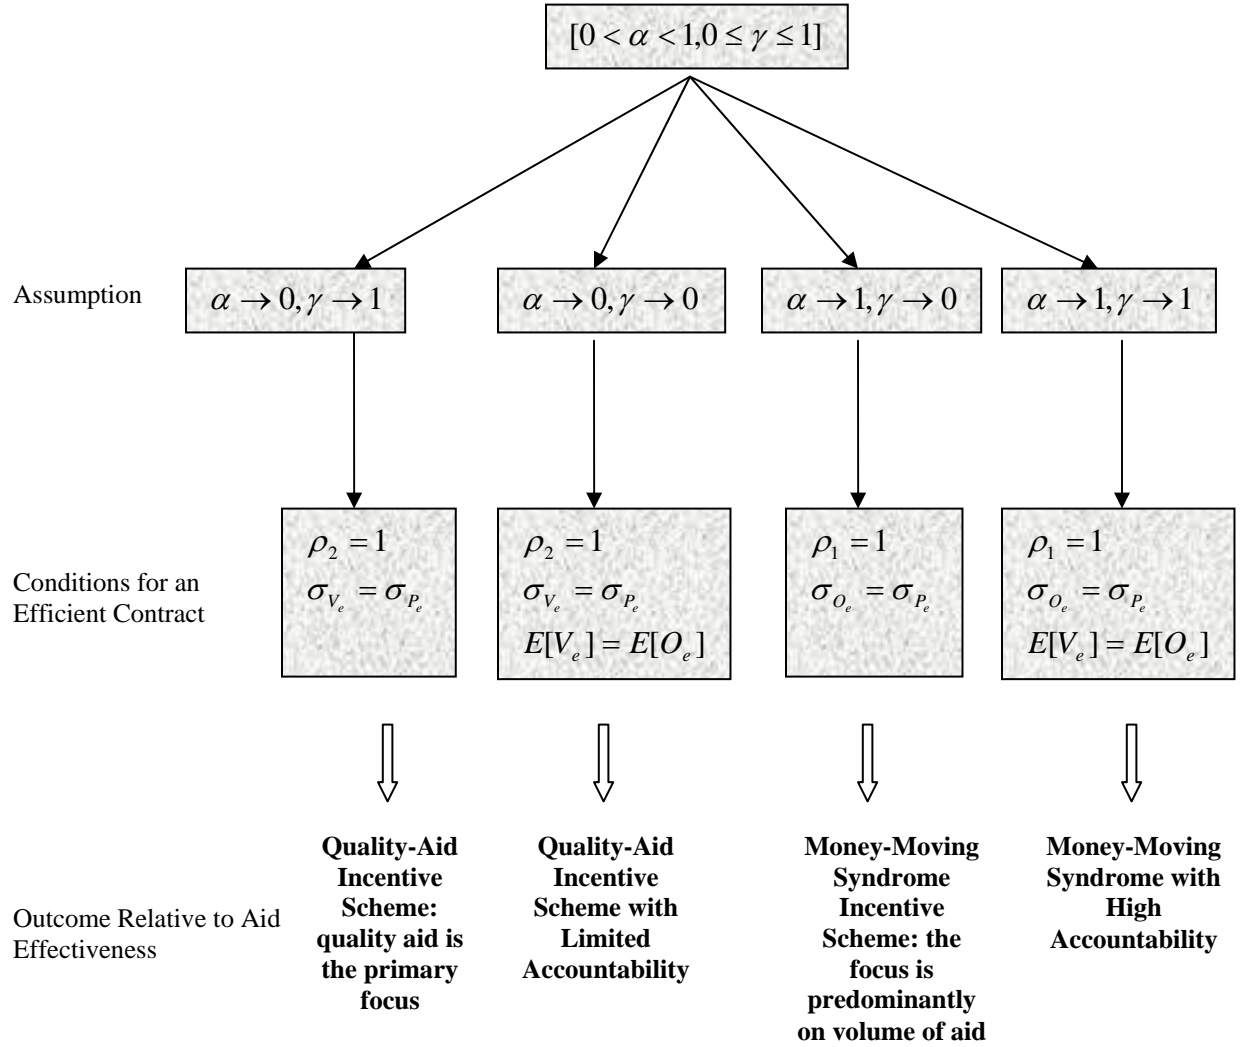 [0 < α < 1,0 ≤ γ ≤ 1]
Assumption
α → 0, γ → 1
α → 0, γ → 0
α → 1, γ → 0
α → 1, γ → 1
Conditions for an
Efficient Contract
ρ₂ = 1
σ_{V_e} = σ_{P_e}
ρ₂ = 1
σ_{V_e} = σ_{P_e}
E[V_e] = E[O_e]
ρ₁ = 1
σ_{O_e} = σ_{P_e}
ρ₁ = 1
σ_{O_e} = σ_{P_e}
E[V_e] = E[O_e]
Outcome Relative to Aid
Effectiveness
Quality-Aid
Incentive
Scheme:
quality aid is
the primary
focus
Quality-Aid
Incentive
Scheme with
Limited
Accountability
Money-Moving
Syndrome
Incentive
Scheme: the
focus is
predominantly
on volume of aid
Money-Moving
Syndrome with
High
Accountability